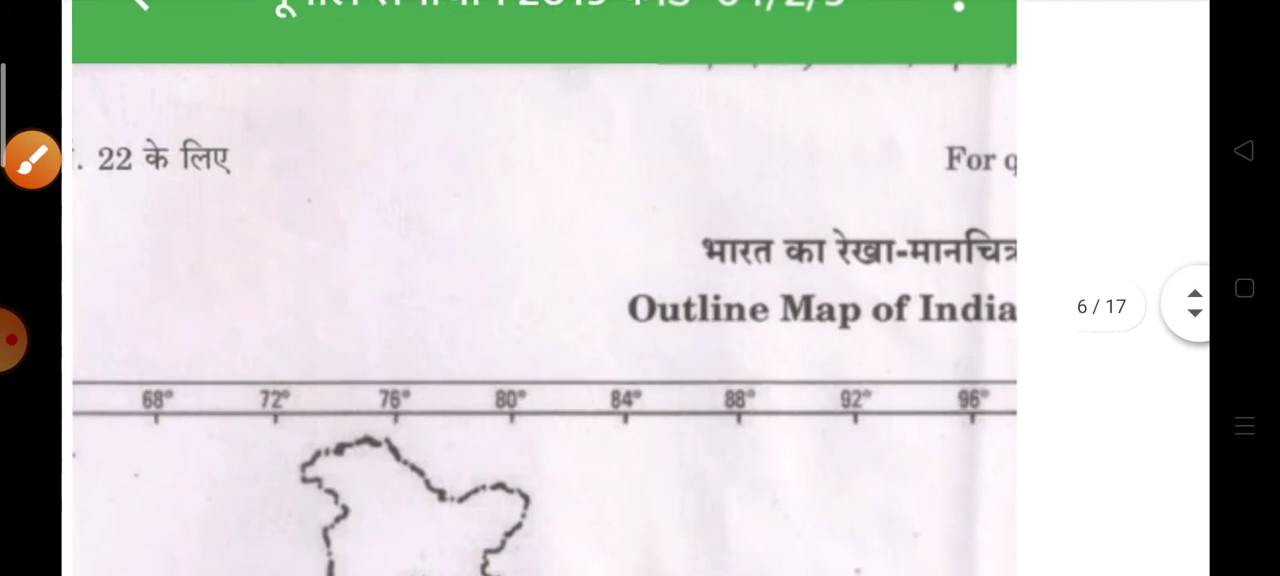 . 22 के लिए
For q
भारत का रेखा-मानचित्र
Outline Map of India
6 / 17
68° 72° 76° 80° 84° 88° 92° 96°